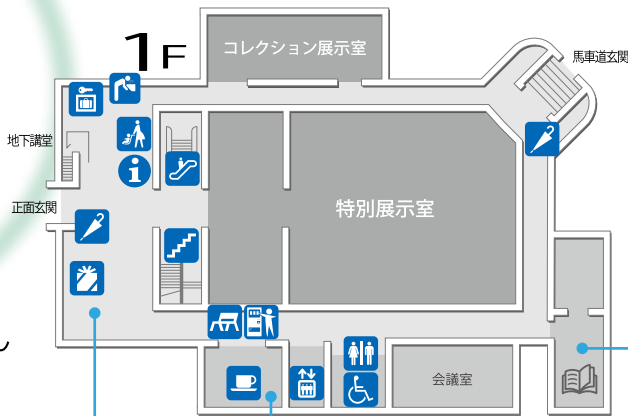 1F
コレクション展示室
馬車道玄関
地下講堂
正面玄関
特別展示室
会議室